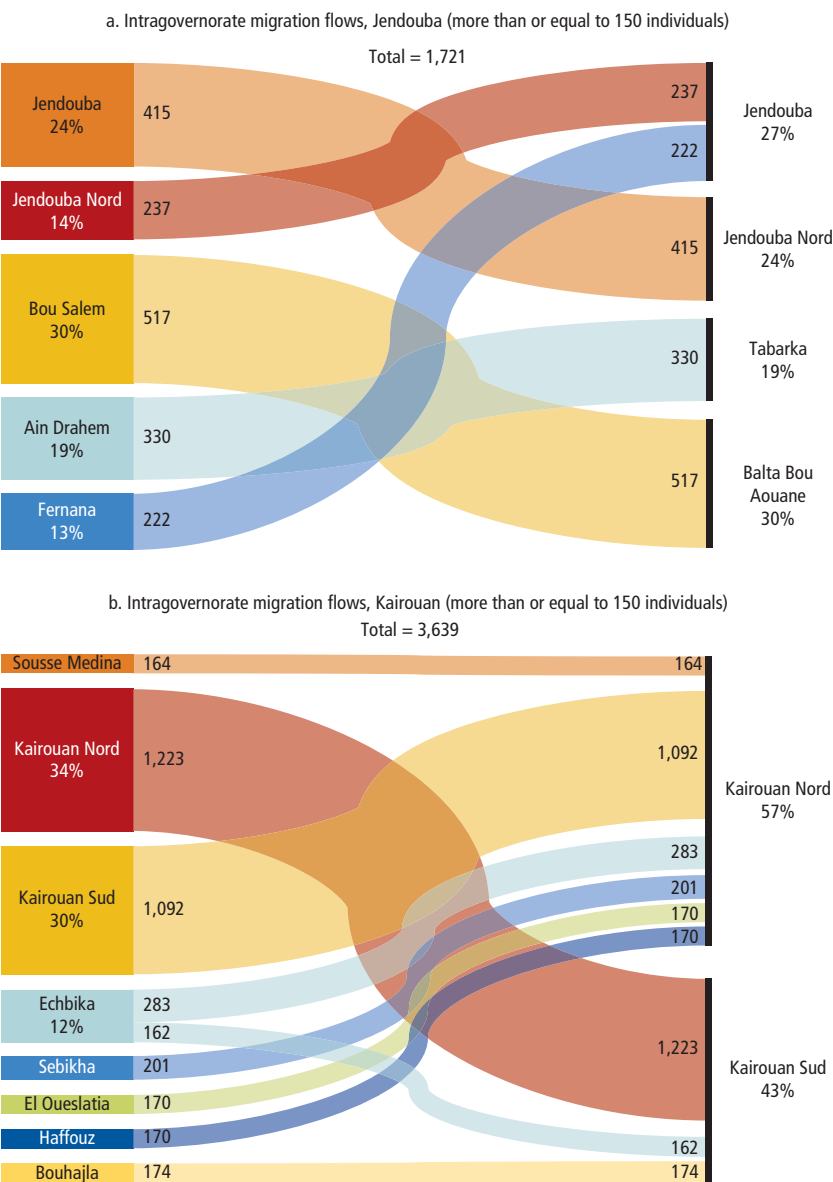 a. Intragovernorate migration flows, Jendouba (more than or equal to 150 individuals)
Total = 1,721
Jendouba
24%
415
237
Jendouba
27%
222
Jendouba Nord
14%
237
415
Jendouba Nord
24%
Bou Salem
30%
517
330
Tabarka
19%
Ain Drahem
19%
330
517
Balta Bou
Aouane
30%
Fernana
13%
222
b. Intragovernorate migration flows, Kairouan (more than or equal to 150 individuals)
Total = 3,639
Sousse Medina
164
164
Kairouan Nord
34%
1,223
1,092
Kairouan Nord
57%
283
201
170
170
Kairouan Sud
30%
1,092
Echbika
12%
283
162
1,223
Kairouan Sud
43%
Sebikha
201
El Oueslatia
170
Haffouz
170
162
Bouhajla
174
174